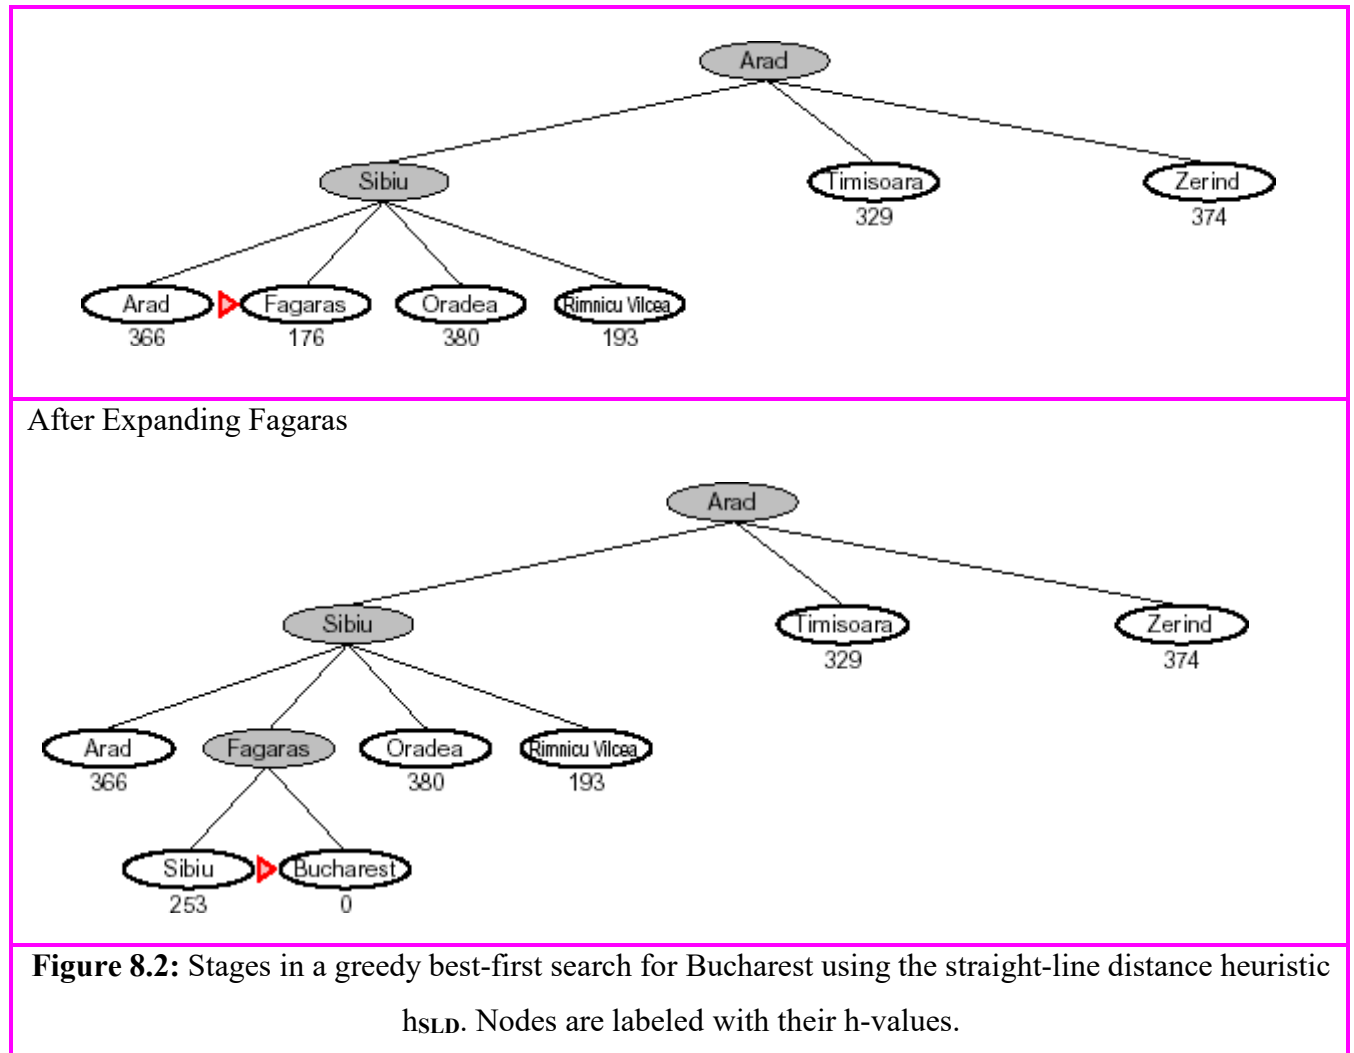 Arad
Sibiu Timisoara Zerind
329 374
Arad Fagaras Oradea Rimnicu Vilcea
366 176 380 193
After Expanding Fagaras
Arad
Sibiu Timisoara Zerind
329 374
Arad Fagaras Oradea Rimnicu Vilcea
366 380 193
Sibiu Bucharest
253 0
Figure 8.2: Stages in a greedy best-first search for Bucharest using the straight-line distance heuristic
hSLD. Nodes are labeled with their h-values.